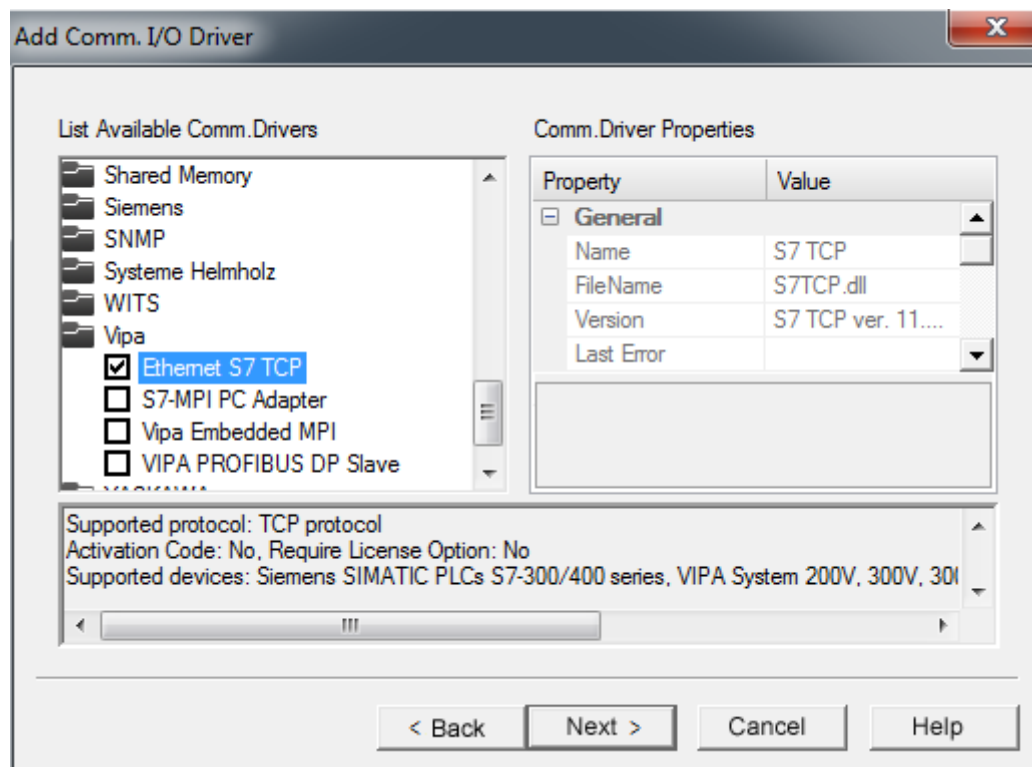 Add Comm. I/O Driver
List Available Comm.Drivers
Shared Memory
Siemens
SNMP
Systeme Helmholz
WITS
Vipa
Ethernet S7 TCP
S7-MPI PC Adapter
Vipa Embedded MPI
VIPA PROFIBUS DP Slave
Comm.Driver Properties
Property Value
General
Name S7 TCP
FileName S7TCP.dll
Version S7 TCP ver. 11....
Last Error
Supported protocol: TCP protocol
Activation Code: No, Require License Option: No
Supported devices: Siemens SIMATIC PLCs S7-300/400 series, VIPA System 200V, 300V,
< Back Next > Cancel Help